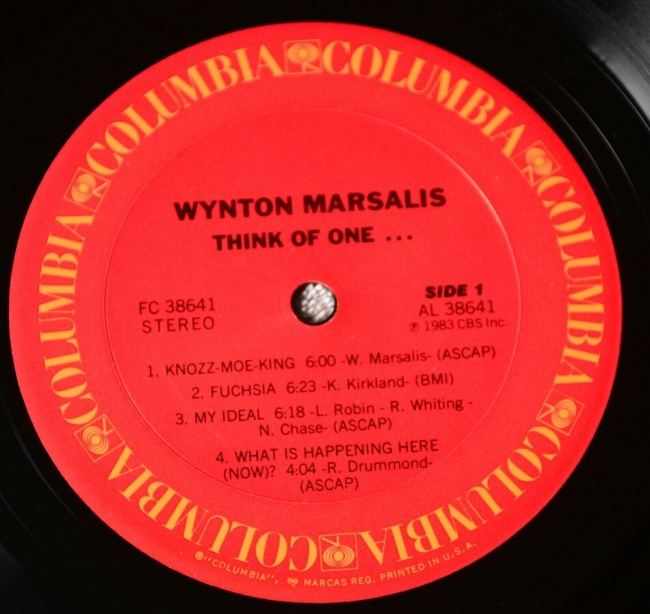 COLUMBIA COLUMBIA COLUMBIA COLUMBIA COLUMBIA COLUMBIA COLUMBIA COLUMBIA
WYNTON MARSALIS
THINK OF ONE ...
FC 38641
STEREO
SIDE 1
AL 38641
℗ 1983 CBS Inc.
1. KNOZZ-MOE-KING 6:00 -W. Marsalis- (ASCAP)
2. FUCHSIA 6:23 -K. Kirkland- (BMI)
3. MY IDEAL 6:18 -L. Robin - R. Whiting -
N. Chase- (ASCAP)
4. WHAT IS HAPPENING HERE
(NOW)? 4:04 -R. Drummond-
(ASCAP)
®"COLUMBIA", MARCAS REG. PRINTED IN U.S.A.